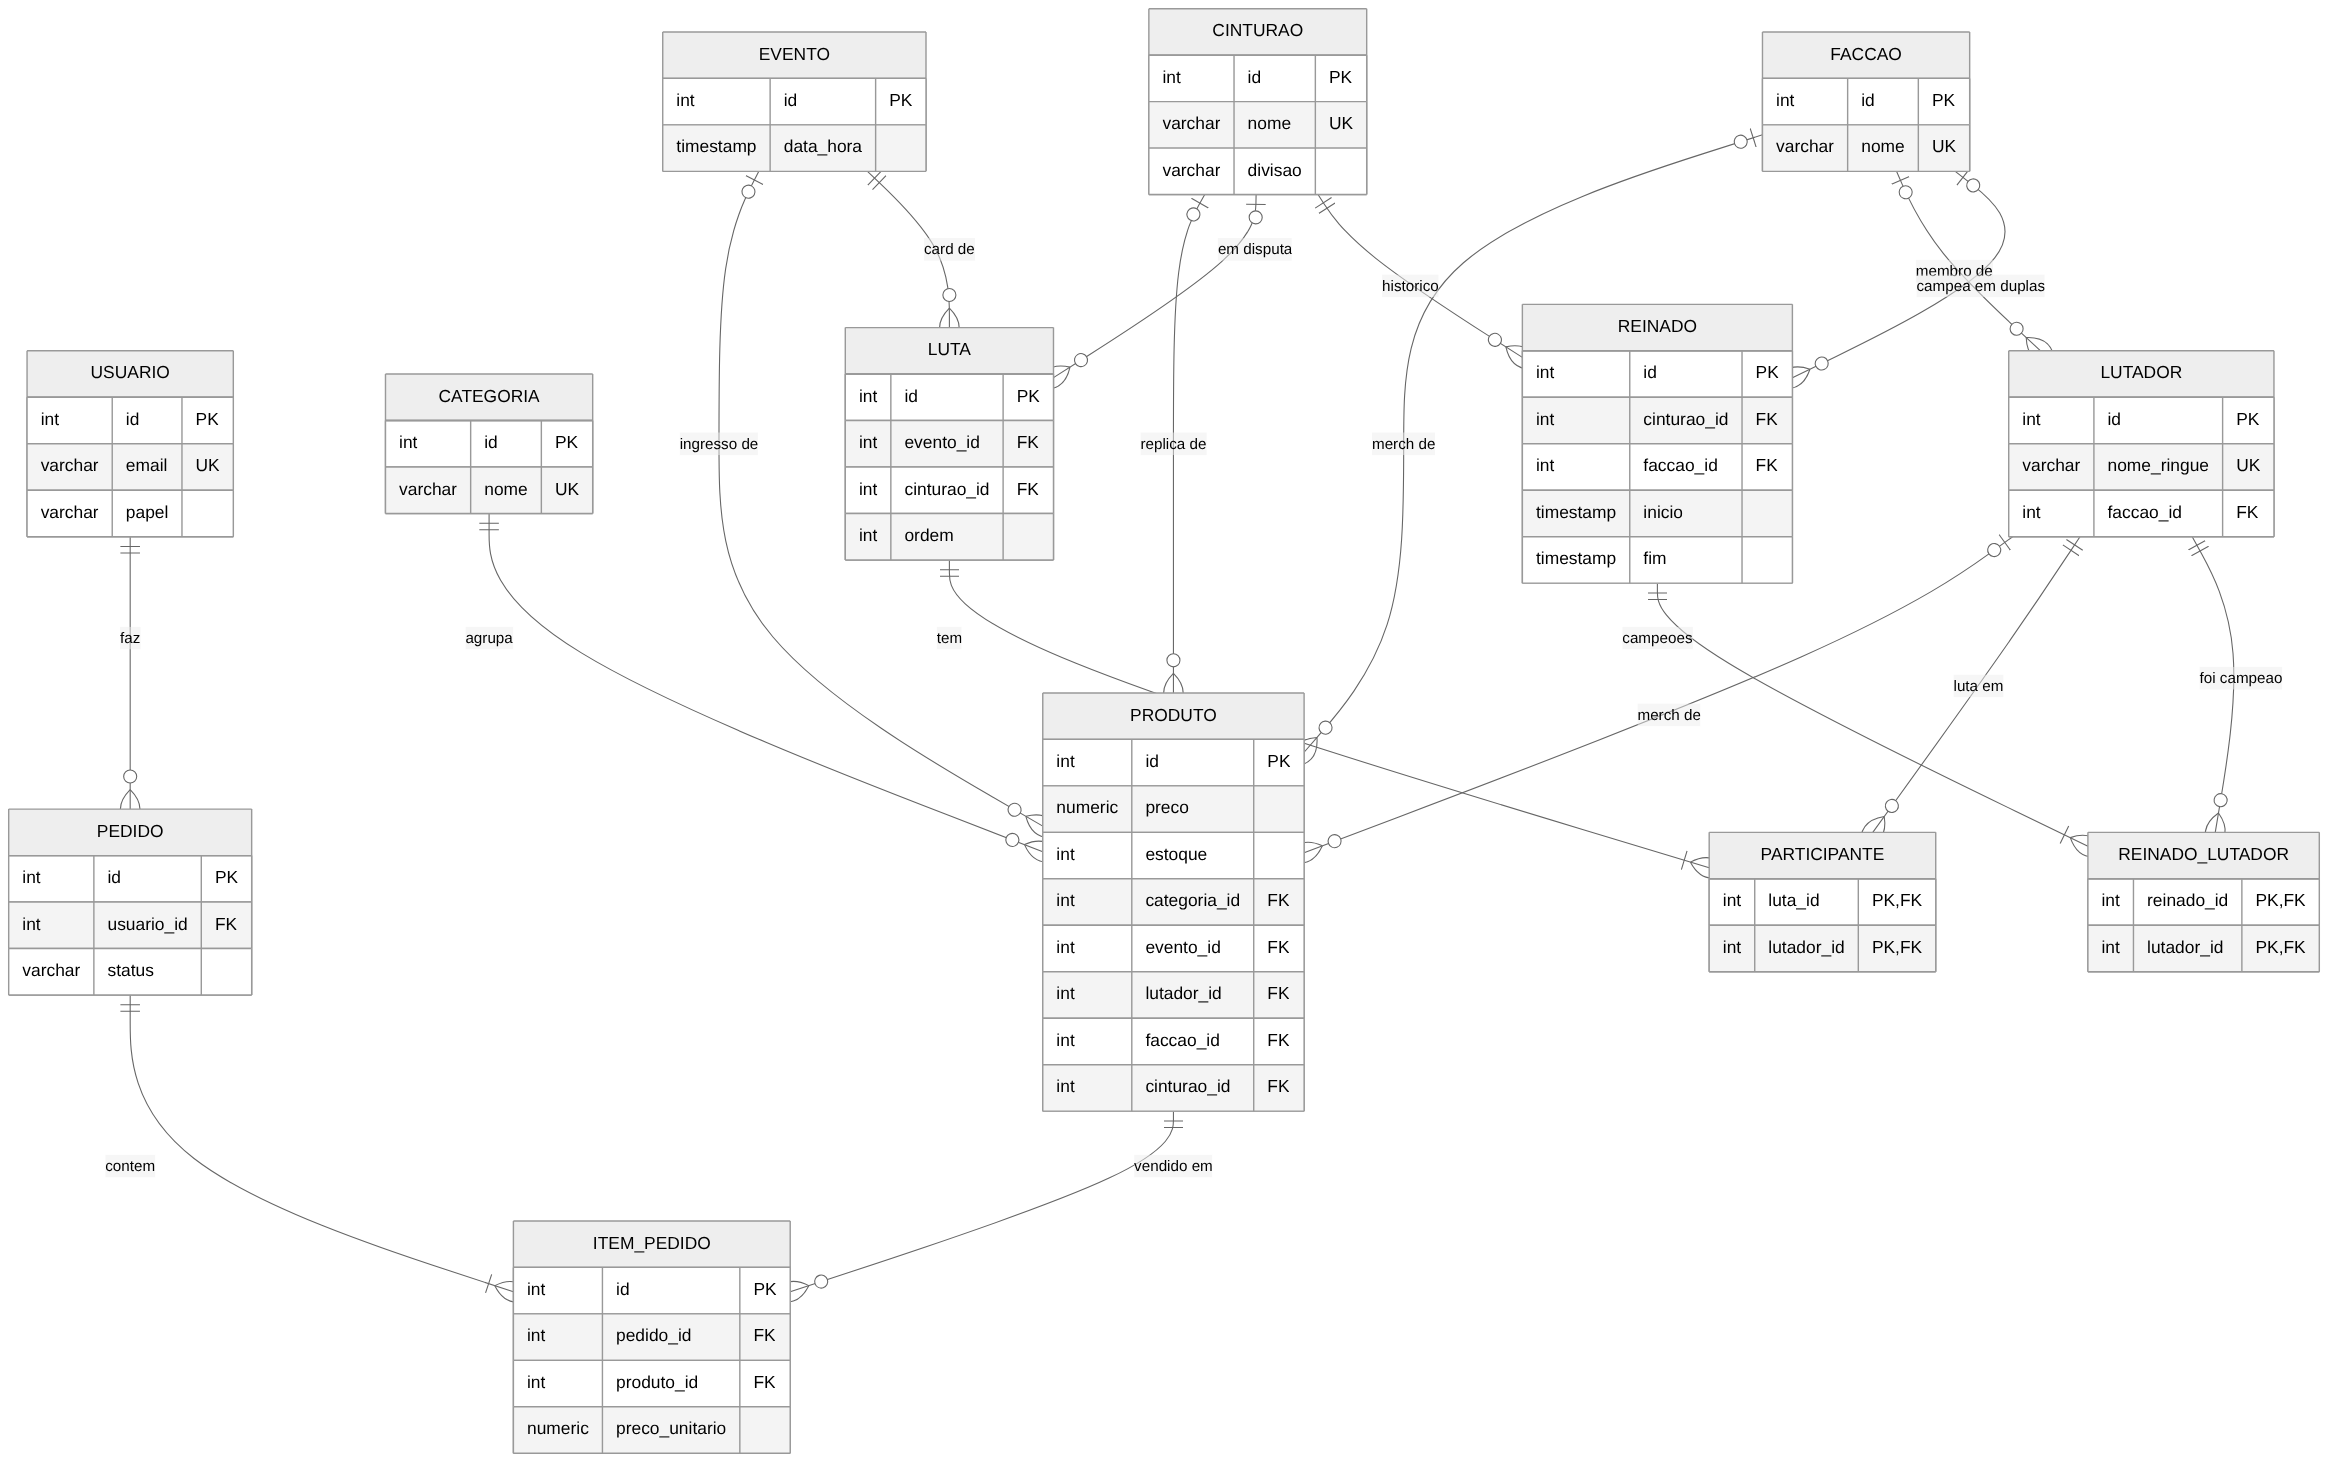 EVENTO
int id PK
timestamp data_hora
CINTURAO
int id PK
varchar nome UK
varchar divisao
FACCAO
int id PK
varchar nome UK
card de
em disputa
historico
membro de
campea em duplas
USUARIO
int id PK
varchar email UK
varchar papel
CATEGORIA
int id PK
varchar nome UK
ingresso de
LUTA
int id PK
int evento_id FK
int cinturao_id FK
int ordem
replica de
merch de
REINADO
int id PK
int cinturao_id FK
int faccao_id FK
timestamp inicio
timestamp fim
LUTADOR
int id PK
varchar nome_ringue UK
int faccao_id FK
faz
agrupa
tem
campeoes
merch de
luta em
foi campeao
PEDIDO
int id PK
int usuario_id FK
varchar status
PRODUTO
int id PK
numeric preco
int estoque
int categoria_id FK
int evento_id FK
int lutador_id FK
int faccao_id FK
int cinturao_id FK
PARTICIPANTE
int luta_id PK,FK
int lutador_id PK,FK
REINADO_LUTADOR
int reinado_id PK,FK
int lutador_id PK,FK
contem
vendido em
ITEM_PEDIDO
int id PK
int pedido_id FK
int produto_id FK
numeric preco_unitario